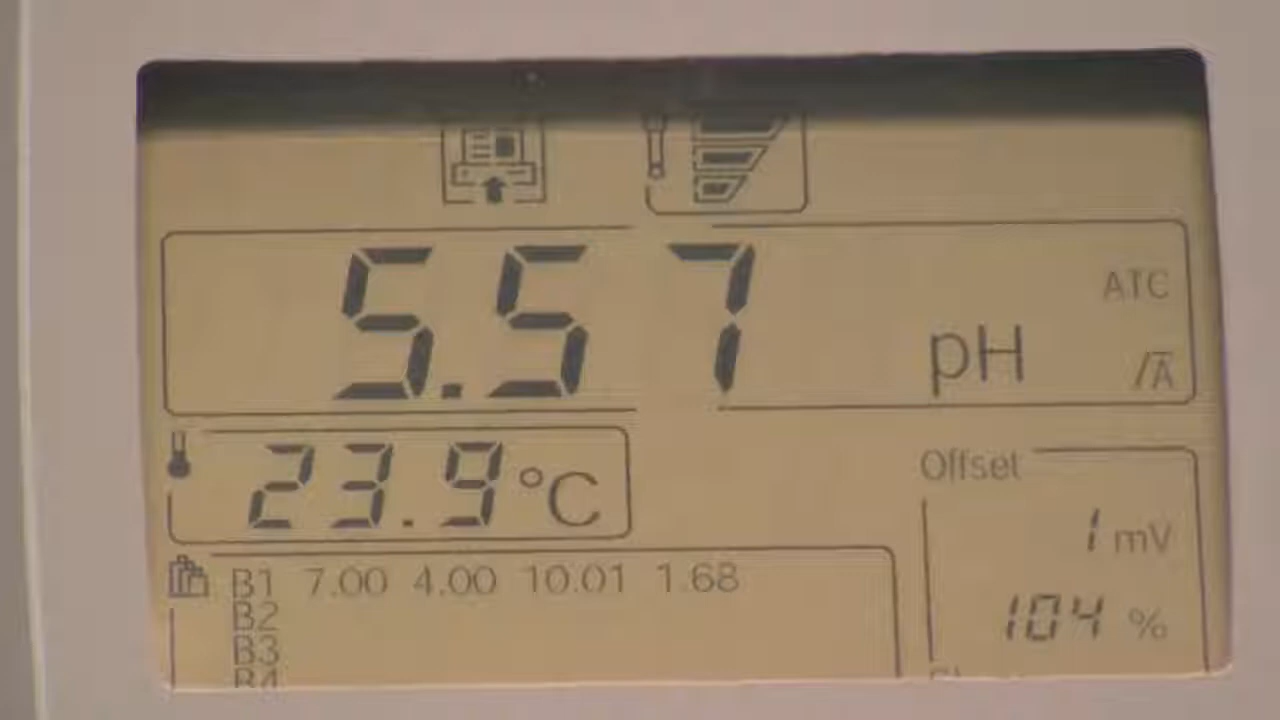 5.57 pH ATC
/A
23.9 °C
Offset
1 mV
B1 7.00 4.00 10.01 1.68
104 %
B2
B3
B4